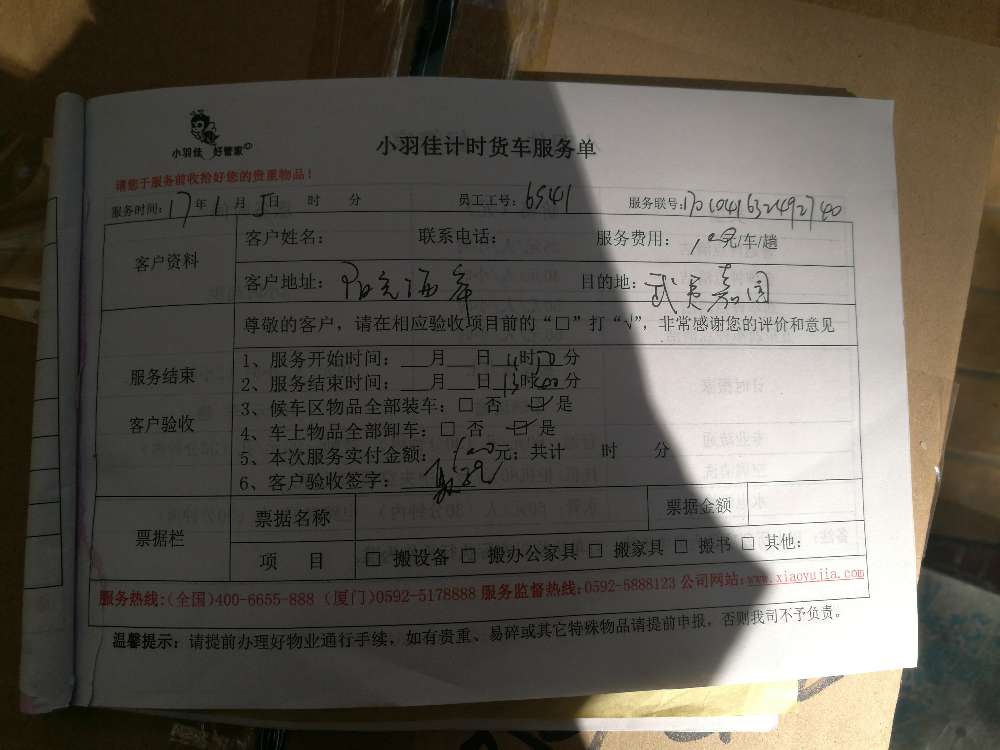 小羽佳 好管家
小羽佳计时货车服务单
请您于服务前收拾好您的贵重物品！
服务时间：17年1月5日 时 分 员工工号：6541 服务联号：
客户资料
客户姓名： 联系电话： 服务费用： 元/车/趟
客户地址：阳光海岸 目的地： 嘉园
尊敬的客户，请在相应验收项目前的“□”打“√”，非常感谢您的评价和意见
服务结束
客户验收
1、服务开始时间：___月___日 时 分
2、服务结束时间：___月___日13时00分
3、候车区物品全部装车：□ 否 ☑ 是
4、车上物品全部卸车：□ 否 ☑ 是
5、本次服务实付金额： 元；共计 时 分
6、客户验收签字：
票据栏
票据名称 票据金额
项 目 □ 搬设备 □ 搬办公家具 □ 搬家具 □ 搬书 □ 其他：
服务热线：(全国)400-6655-888 (厦门)0592-5178888 服务监督热线：0592-5888123 公司网站：www.xiaoyujia.com
温馨提示：请提前办理好物业通行手续，如有贵重、易碎或其它特殊物品请提前申报，否则我司不予负责。